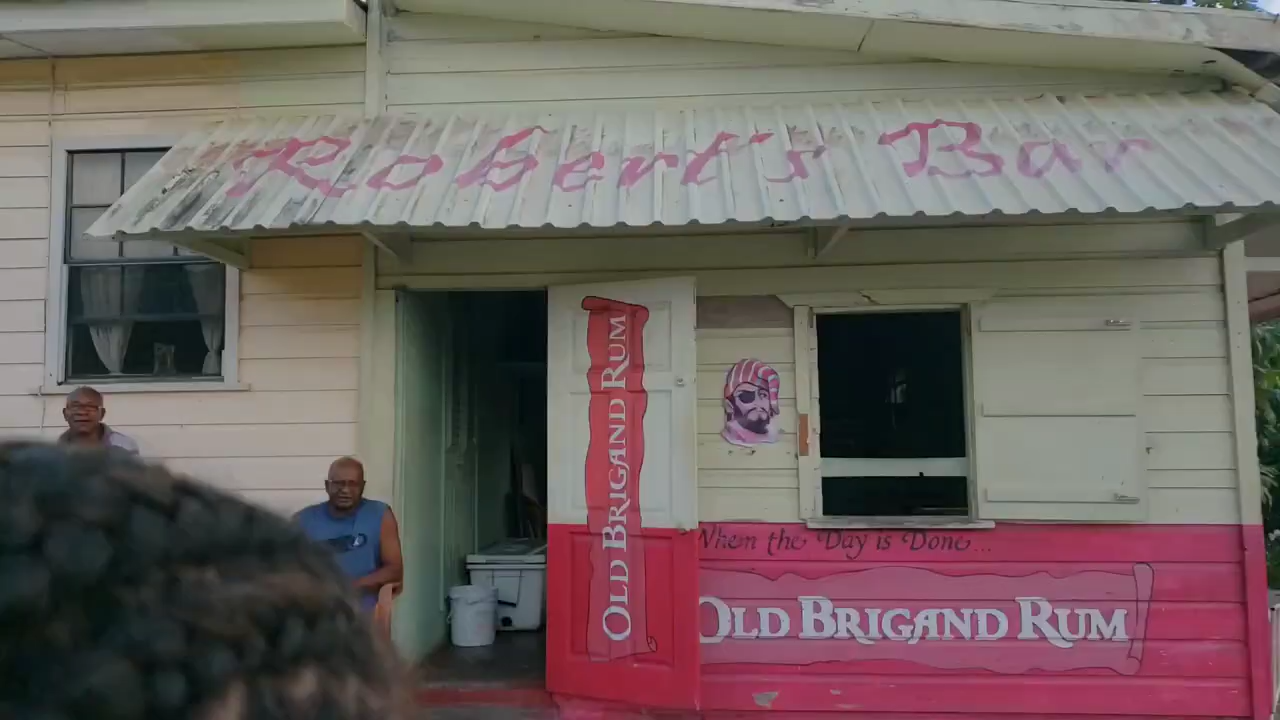 Robert's Bar
OLD BRIGAND RUM
When the Day is Done...
OLD BRIGAND RUM